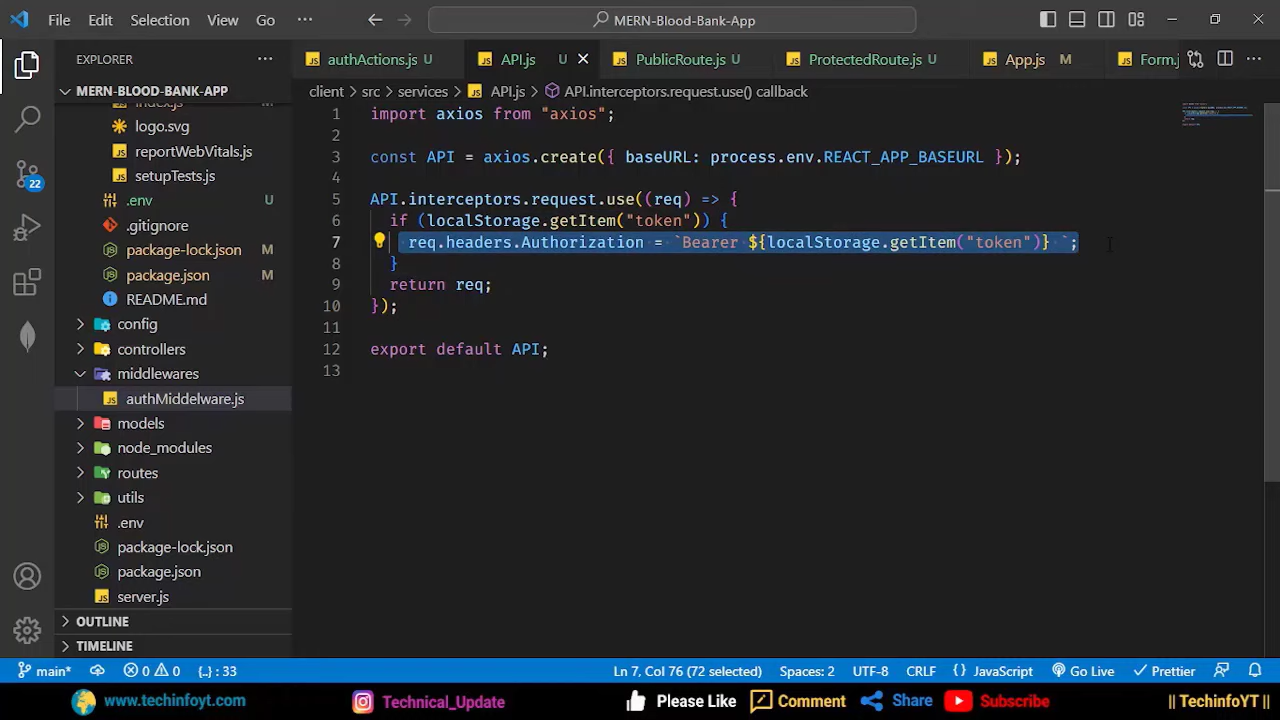 File Edit Selection View Go ··· MERN-Blood-Bank-App
EXPLORER ···
authActions.js U
API.js U
PublicRoute.js U
ProtectedRoute.js U
App.js M
Form.j
MERN-BLOOD-BANK-APP
index.js
logo.svg
reportWebVitals.js
setupTests.js
.env U
.gitignore
package-lock.json M
package.json M
README.md
config
controllers
middlewares
authMiddelware.js
models
node_modules
routes
utils
.env
package-lock.json
package.json
server.js
OUTLINE
TIMELINE
22
client > src > services > API.js > API.interceptors.request.use() callback
1 import axios from "axios";
2
3 const API = axios.create({ baseURL: process.env.REACT_APP_BASEURL });
4
5 API.interceptors.request.use((req) => {
6 if (localStorage.getItem("token")) {
7 req.headers.Authorization = `Bearer ${localStorage.getItem("token")} `;
8 }
9 return req;
10 });
11
12 export default API;
13
main* 0 0 {..} : 33 Ln 7, Col 76 (72 selected) Spaces: 2 UTF-8 CRLF {} JavaScript Go Live Prettier
www.techinfoyt.com Technical_Update Please Like Comment Share Subscribe || TechinfoYT ||